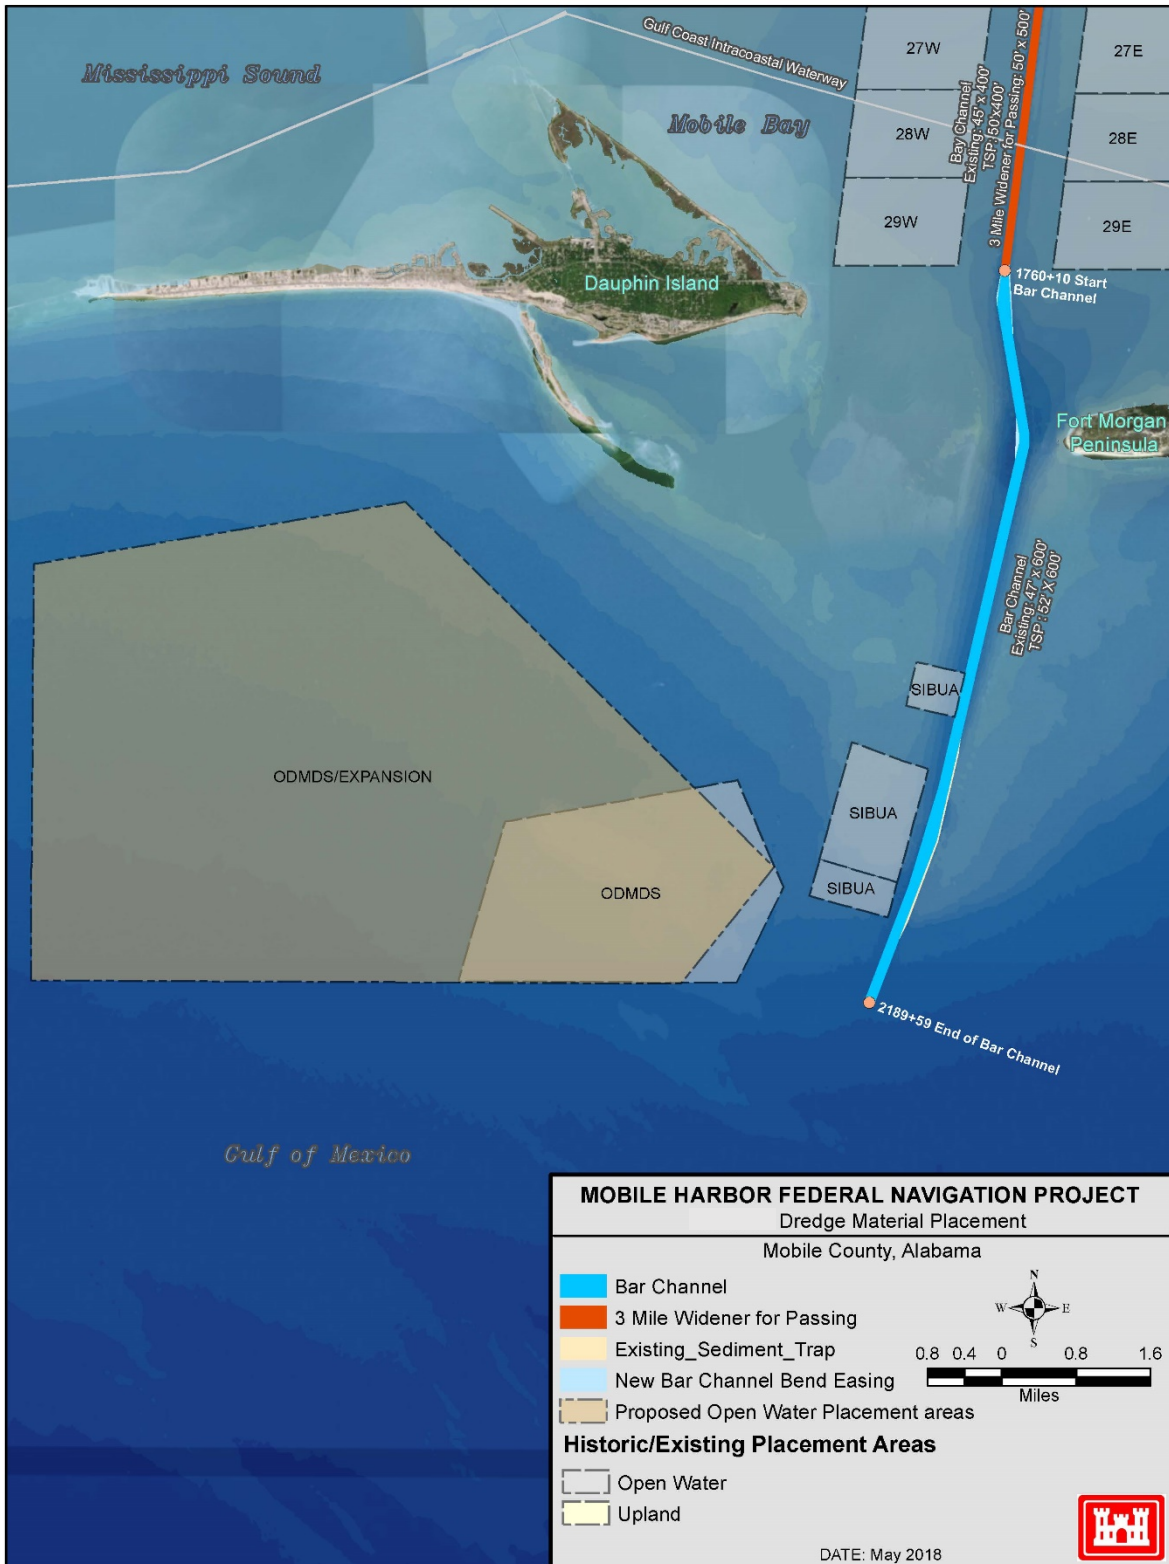 Mississippi Sound
Gulf Coast Intracoastal Waterway
Mobile Bay
27W
27E
28W
28E
29W
29E
Bay Channel
Existing: 45' x 400'
TSP: 50'x400'
3 Mile Widener for Passing: 50' x 500'
Dauphin Island
1760+10 Start
Bar Channel
Fort Morgan
Peninsula
Bar Channel
Existing: 47' x 600'
TSP : 52' X 600'
SIBUA
ODMDS/EXPANSION
SIBUA
SIBUA
ODMDS
2189+59 End of Bar Channel
Gulf of Mexico
MOBILE HARBOR FEDERAL NAVIGATION PROJECT
Dredge Material Placement
Mobile County, Alabama
Bar Channel
3 Mile Widener for Passing
Existing_Sediment_Trap
New Bar Channel Bend Easing
Proposed Open Water Placement areas
N
W E
S
0.8 0.4 0 0.8 1.6
Miles
Historic/Existing Placement Areas
Open Water
Upland
DATE: May 2018